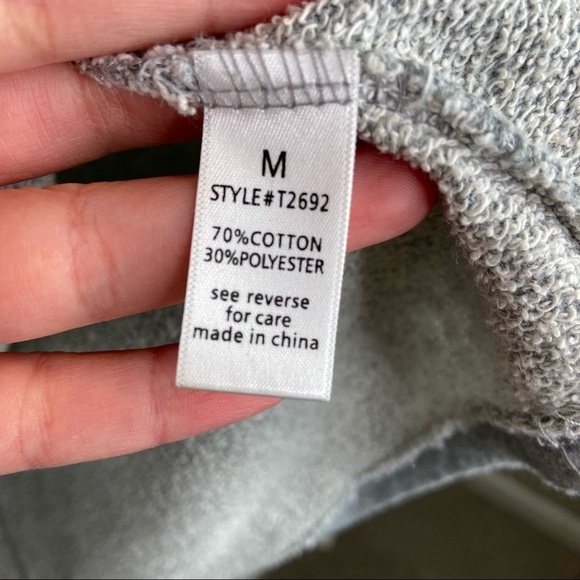 M
STYLE#T2692
70%COTTON
30%POLYESTER
see reverse
for care
made in china